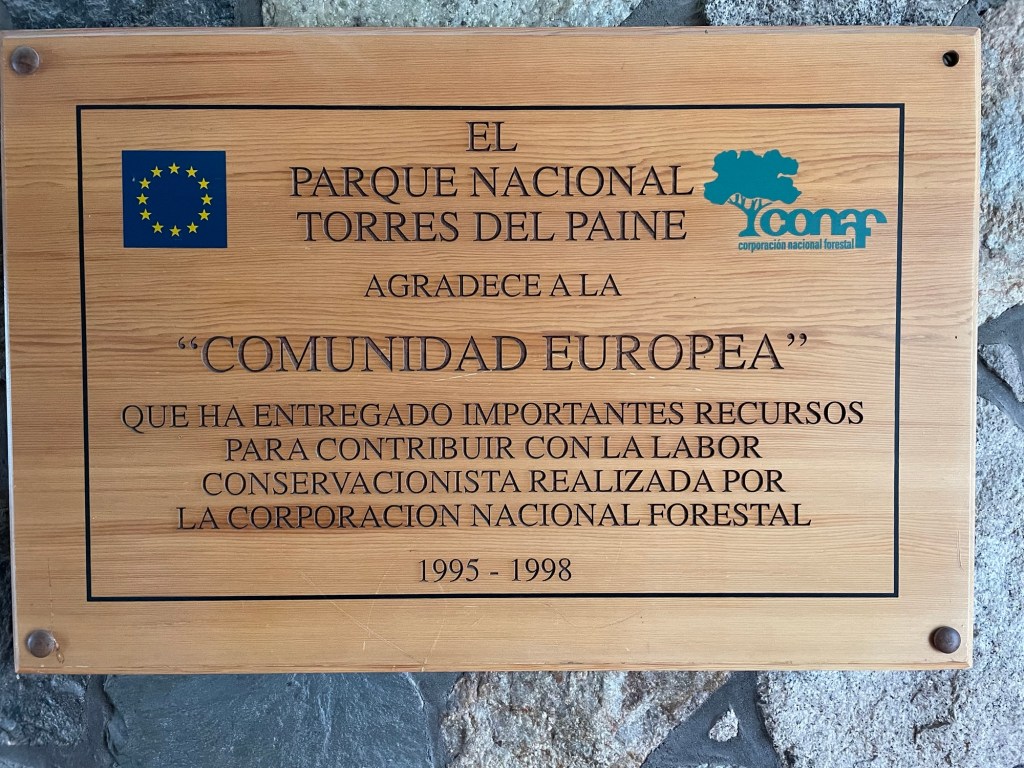 EL
PARQUE NACIONAL
TORRES DEL PAINE
conaf
corporación nacional forestal
AGRADECE A LA
“COMUNIDAD EUROPEA”
QUE HA ENTREGADO IMPORTANTES RECURSOS
PARA CONTRIBUIR CON LA LABOR
CONSERVACIONISTA REALIZADA POR
LA CORPORACION NACIONAL FORESTAL
1995 - 1998